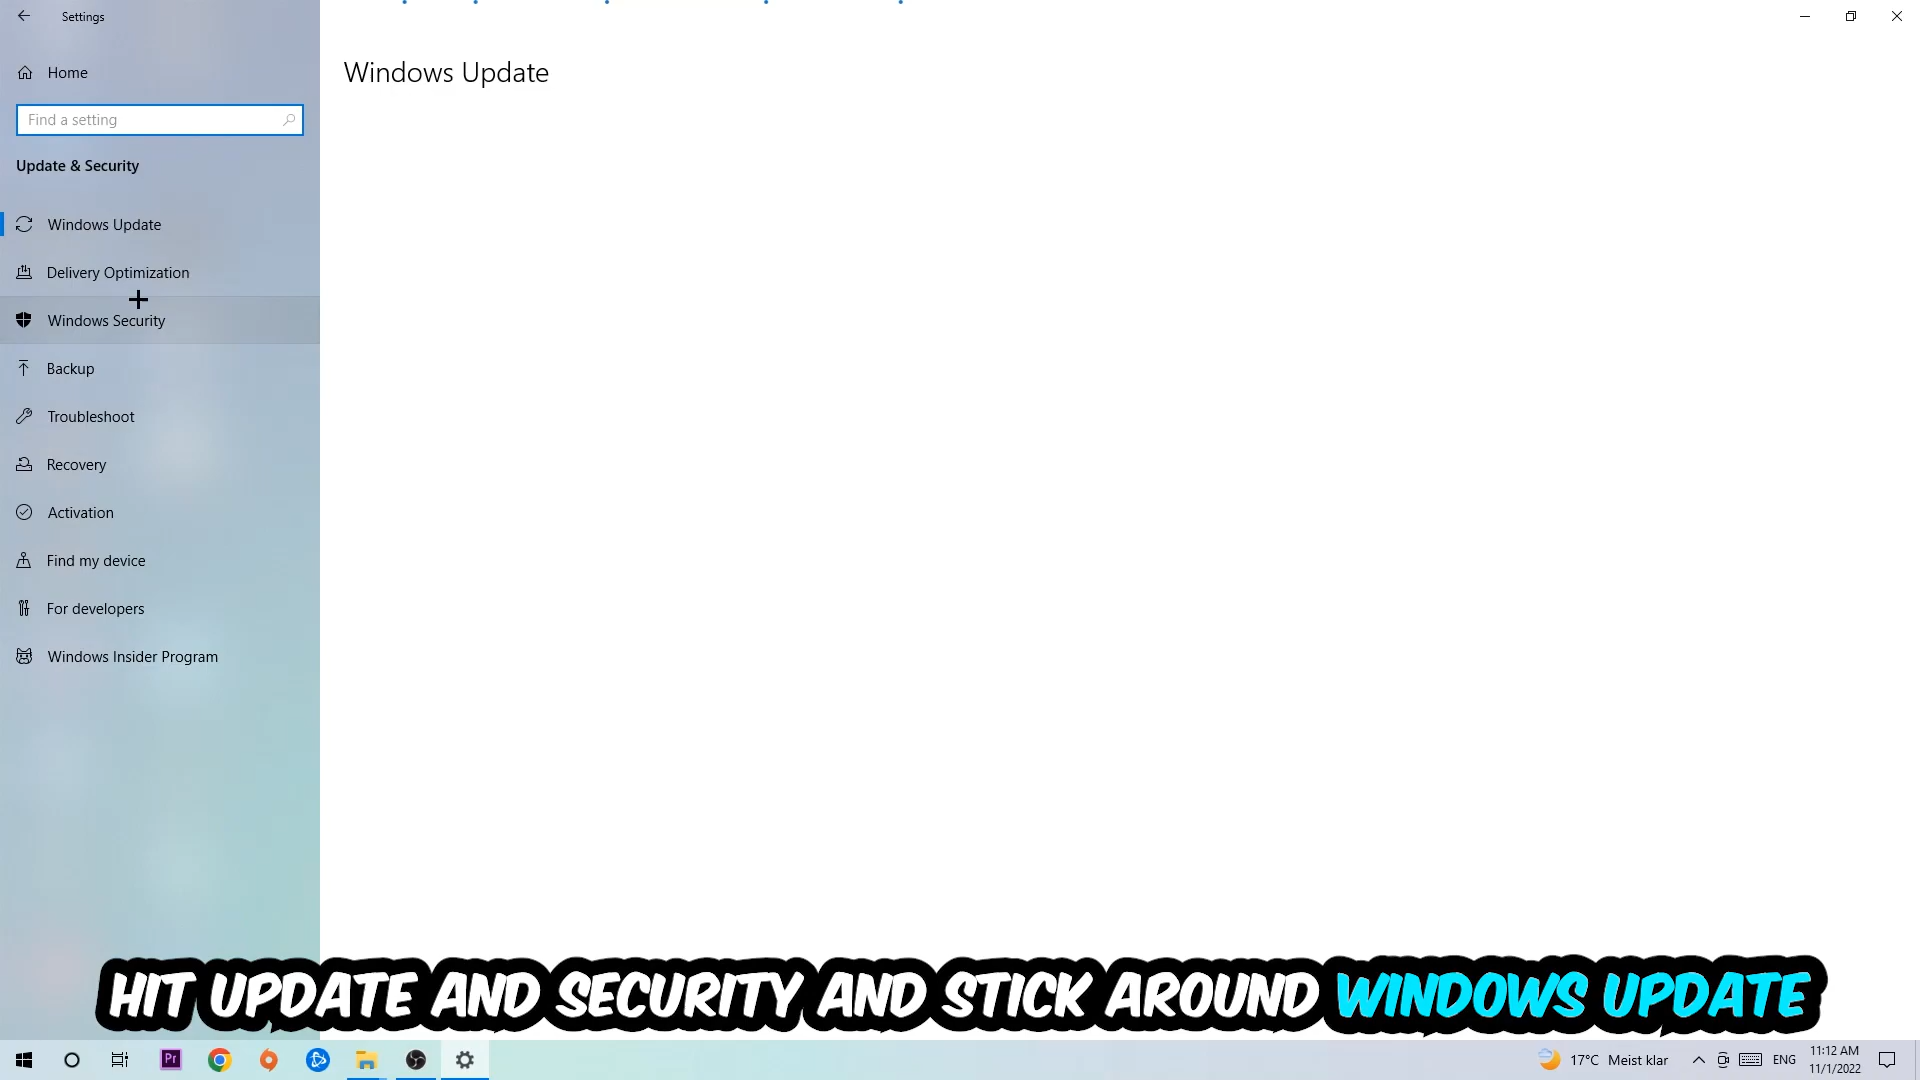 Settings
Home
Find a setting
Update & Security
Windows Update
Delivery Optimization
Windows Security
Backup
Troubleshoot
Recovery
Activation
Find my device
For developers
Windows Insider Program
Windows Update
HIT UPDATE AND SECURITY AND STICK AROUND WINDOWS UPDATE
Pr
17°C Meist klar
ENG
11:12 AM
11/1/2022